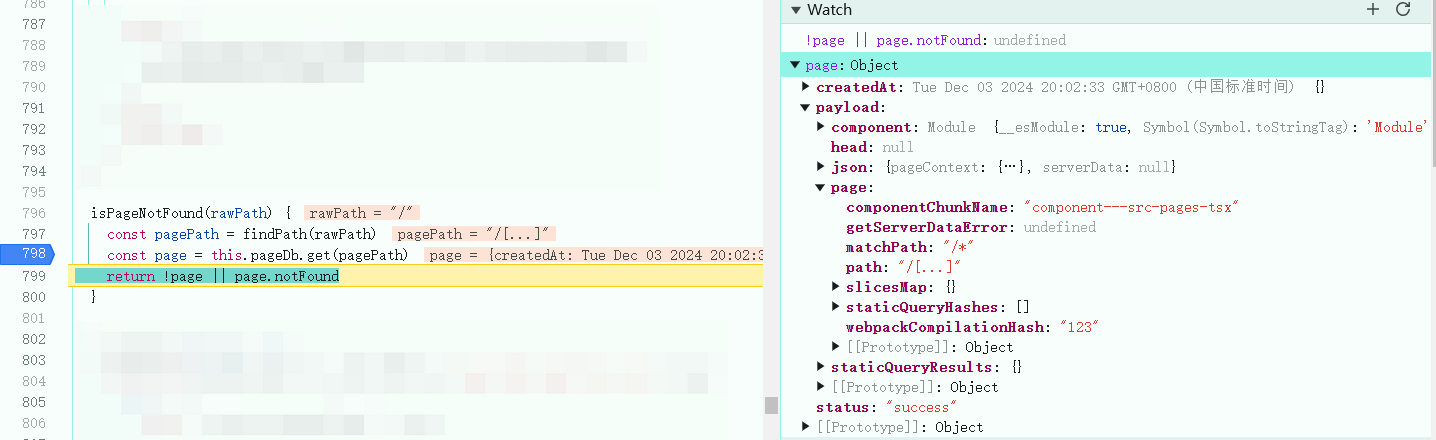 786
787
788
789
790
791
792
793
794
795
796 isPageNotFound(rawPath) { rawPath = "/"
797 const pagePath = findPath(rawPath) pagePath = "/[...]"
798 const page = this.pageDb.get(pagePath) page = {createdAt: Tue Dec 03 2024 20:02:3
799 return !page || page.notFound
800 }
801
802
803
804
805
806
Watch
!page || page.notFound: undefined
page: Object
createdAt: Tue Dec 03 2024 20:02:33 GMT+0800 (中国标准时间) {}
payload:
component: Module {__esModule: true, Symbol(Symbol.toStringTag): 'Module'
head: null
json: {pageContext: {…}, serverData: null}
page:
componentChunkName: "component---src-pages-tsx"
getServerDataError: undefined
matchPath: "/*"
path: "/[...]"
slicesMap: {}
staticQueryHashes: []
webpackCompilationHash: "123"
[[Prototype]]: Object
staticQueryResults: {}
[[Prototype]]: Object
status: "success"
[[Prototype]]: Object